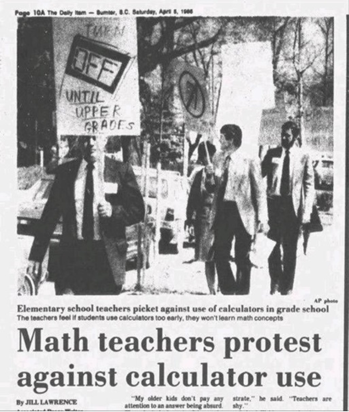 Page 10A The Daily Item — Sumter, S.C. Saturday, April 5, 1986
TURN
OFF
UNTIL
UPPER
GRADES
AP photo
Elementary school teachers picket against use of calculators in grade school
The teachers feel if students use calculators too early, they won't learn math concepts
Math teachers protest
against calculator use
By JILL LAWRENCE
"My older kids don't pay any
attention to an answer being absurd.
strate," he said. "Teachers are
shy."